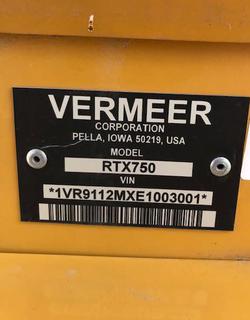 VERMEER
CORPORATION
PELLA, IOWA 50219, USA
MODEL
RTX750
VIN
*1VR9112MXE1003001*